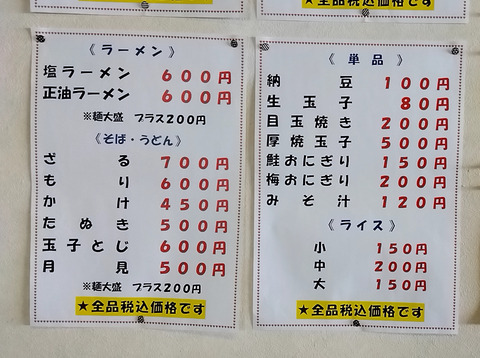 ★全品税込価格です
《 ラーメン 》
塩ラーメン 600円
正油ラーメン 600円
※麺大盛 プラス200円
《そば・うどん》
ざる 700円
もり 600円
かけ 450円
たぬき 500円
玉子とじ 600円
月見 500円
※麺大盛 プラス200円
★全品税込価格です
《 単品 》
納豆 100円
生玉子 80円
目玉焼き 200円
厚焼玉子 500円
鮭おにぎり 150円
梅おにぎり 200円
みそ汁 120円
《 ライス 》
小 150円
中 200円
大 150円
★全品税込価格です